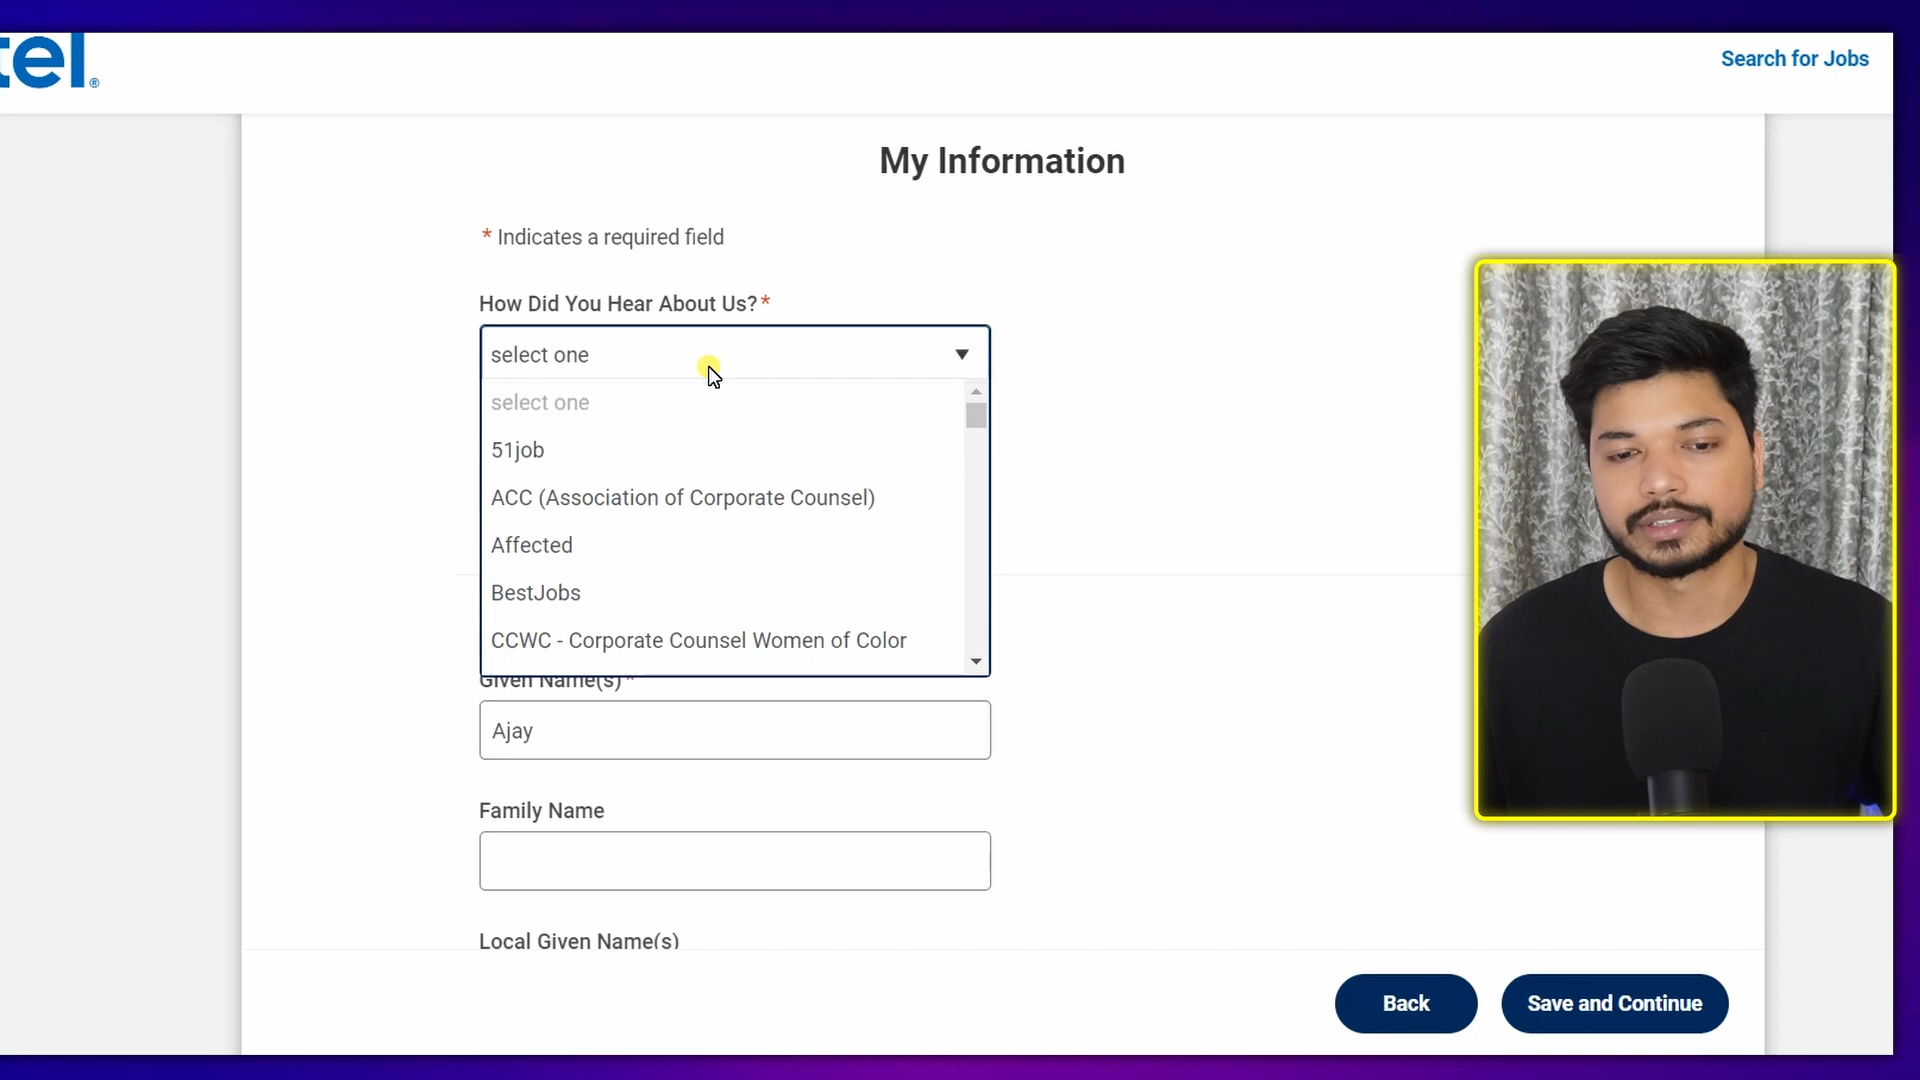 tel®
Search for Jobs
My Information
* Indicates a required field
How Did You Hear About Us?*
select one
select one
51job
ACC (Association of Corporate Counsel)
Affected
BestJobs
CCWC - Corporate Counsel Women of Color
Given Name(s)*
Ajay
Family Name
Local Given Name(s)
Back
Save and Continue